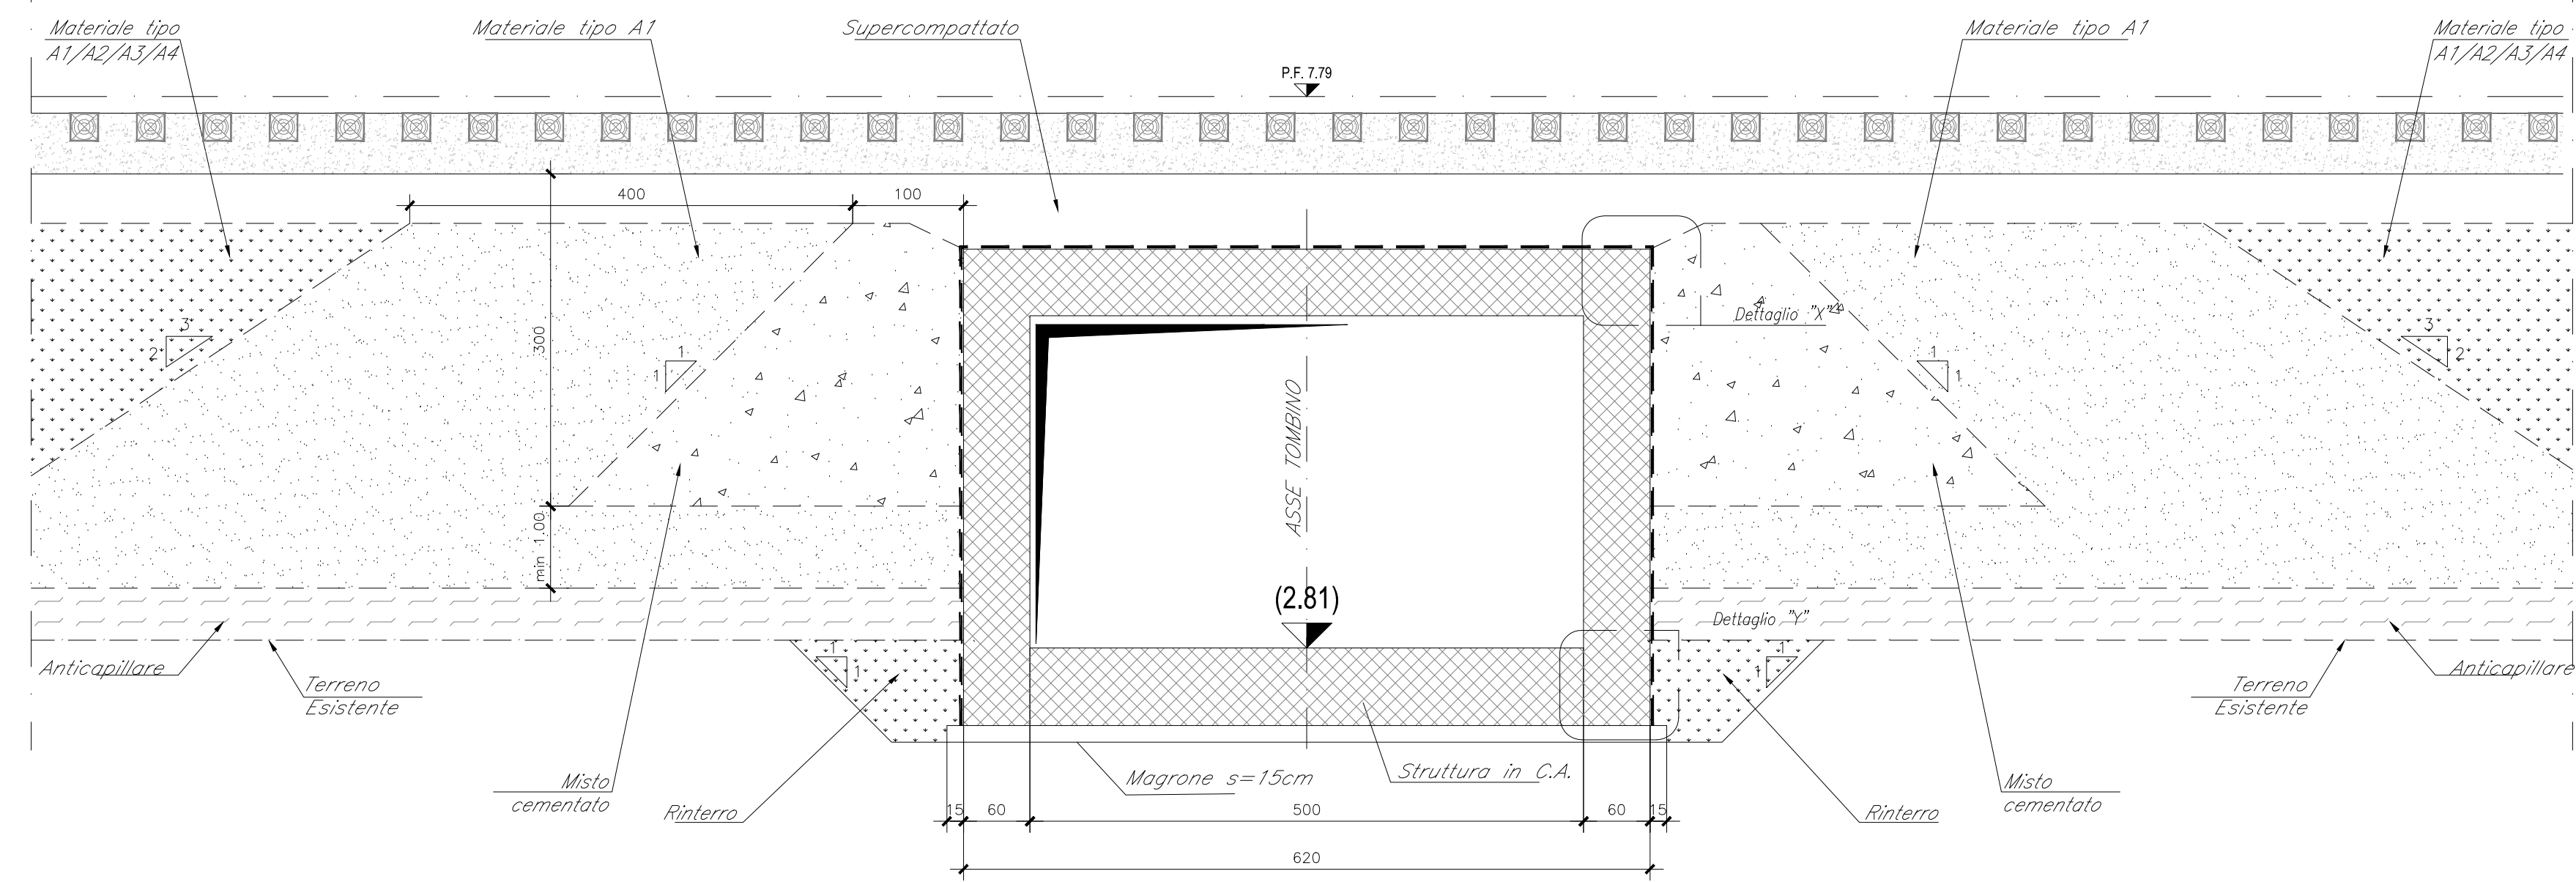 Materiale tipo
A1/A2/A3/A4
Materiale tipo A1
Supercompattato
Materiale tipo A1
Materiale tipo
A1/A2/A3/A4
P.F. 7.79
400
100
300
3
2
1
1
Dettaglio "X"
1
1
3
2
ASSE TOMBINO
min 1.00
(2.81)
Dettaglio "Y"
1
1
1
1
Anticapillare
Terreno
Esistente
Terreno
Esistente
Anticapillare
Misto
cementato
Rinterro
Magrone s=15cm
Struttura in C.A.
Rinterro
Misto
cementato
15
60
500
60
15
620